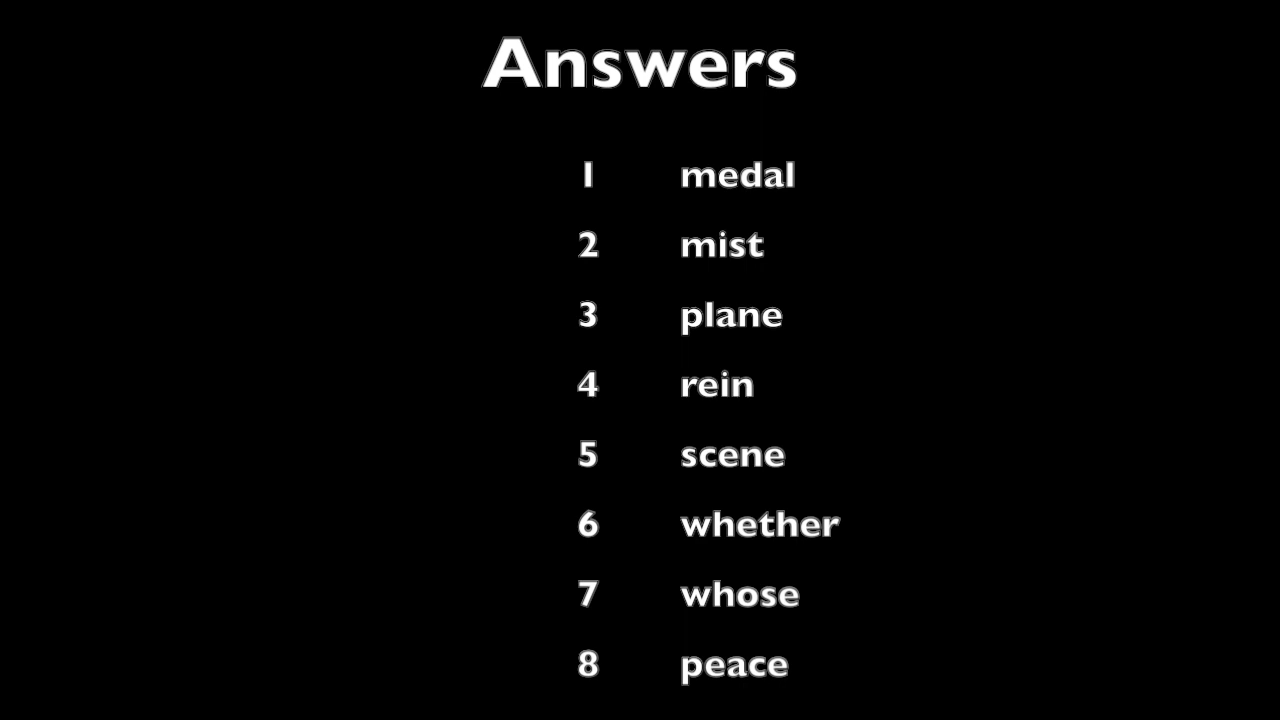 Answers
1 medal
2 mist
3 plane
4 rein
5 scene
6 whether
7 whose
8 peace